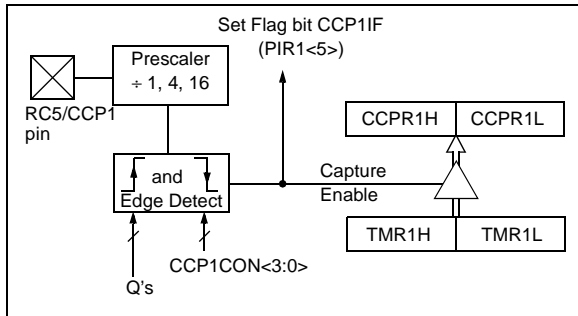 Set Flag bit CCP1IF
(PIR1<5>)
Prescaler
÷ 1, 4, 16
RC5/CCP1
pin
CCPR1H
CCPR1L
and
Edge Detect
Capture
Enable
TMR1H
TMR1L
CCP1CON<3:0>
Q's